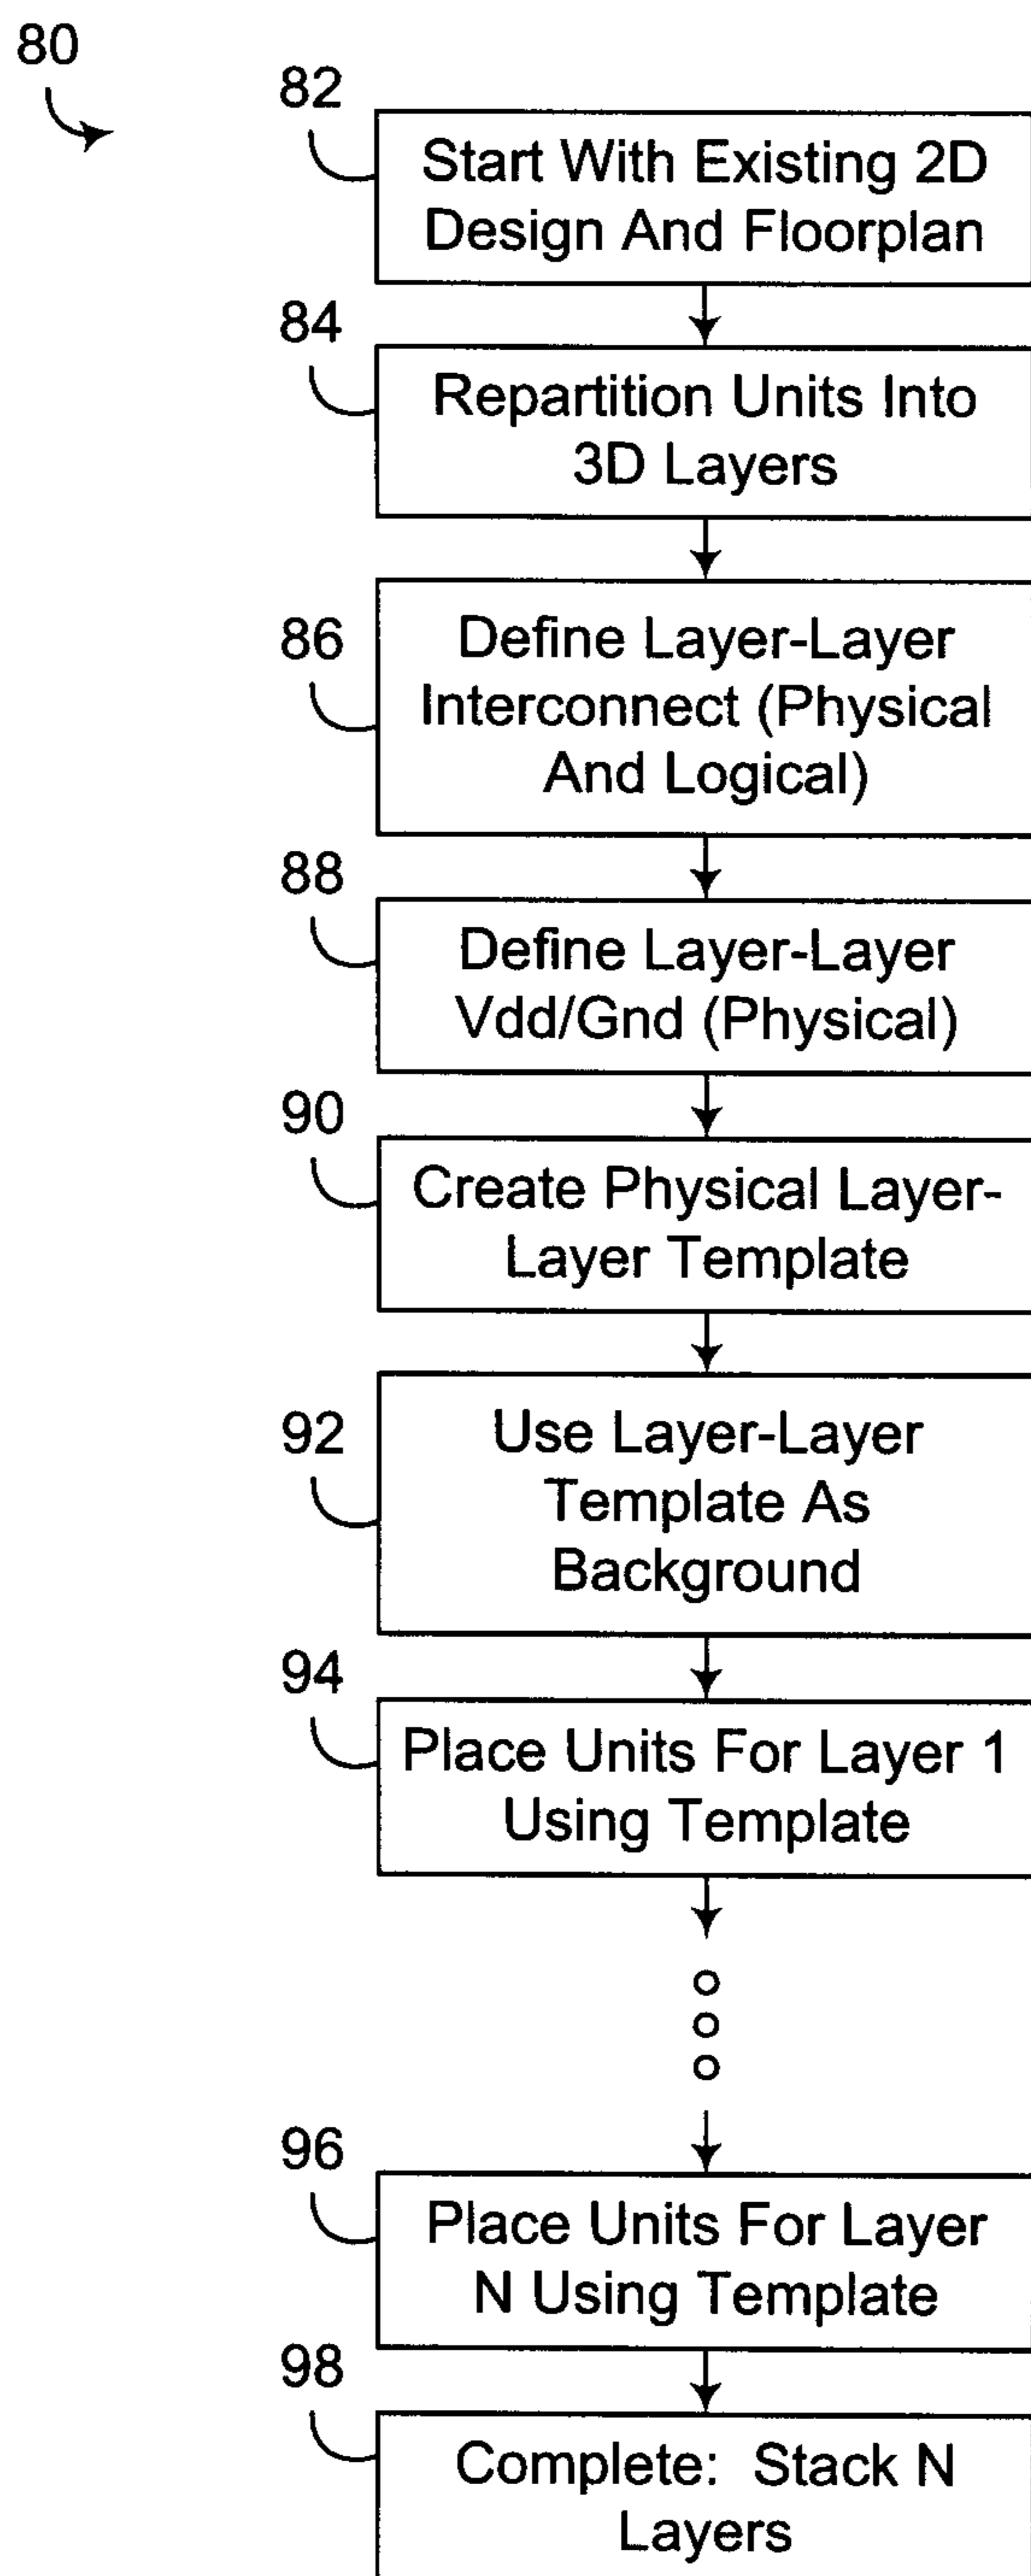 80
82
Start With Existing 2D
Design And Floorplan
84
Repartition Units Into
3D Layers
86
Define Layer-Layer
Interconnect (Physical
And Logical)
88
Define Layer-Layer
Vdd/Gnd (Physical)
90
Create Physical Layer-
Layer Template
92
Use Layer-Layer
Template As
Background
94
Place Units For Layer 1
Using Template
96
Place Units For Layer
N Using Template
98
Complete: Stack N
Layers